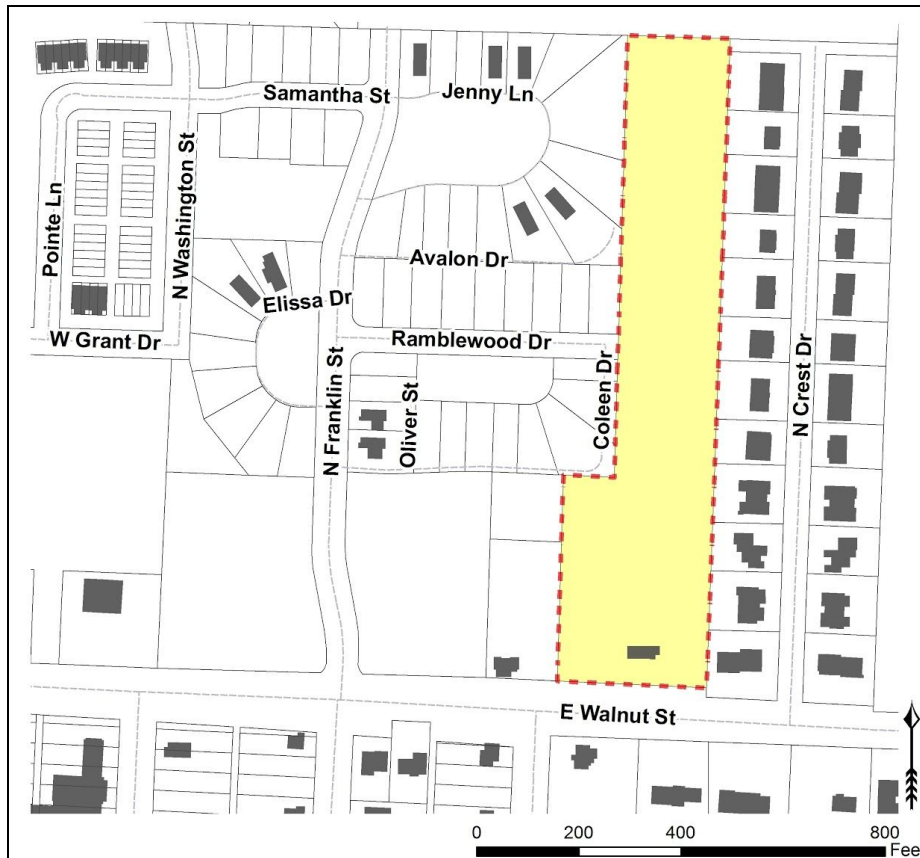 Samantha St
Jenny Ln
N Washington St
Pointe Ln
Avalon Dr
Elissa Dr
W Grant Dr
Ramblewood Dr
N Franklin St
Oliver St
Coleen Dr
N Crest Dr
E Walnut St
0 200 400 800
Fee